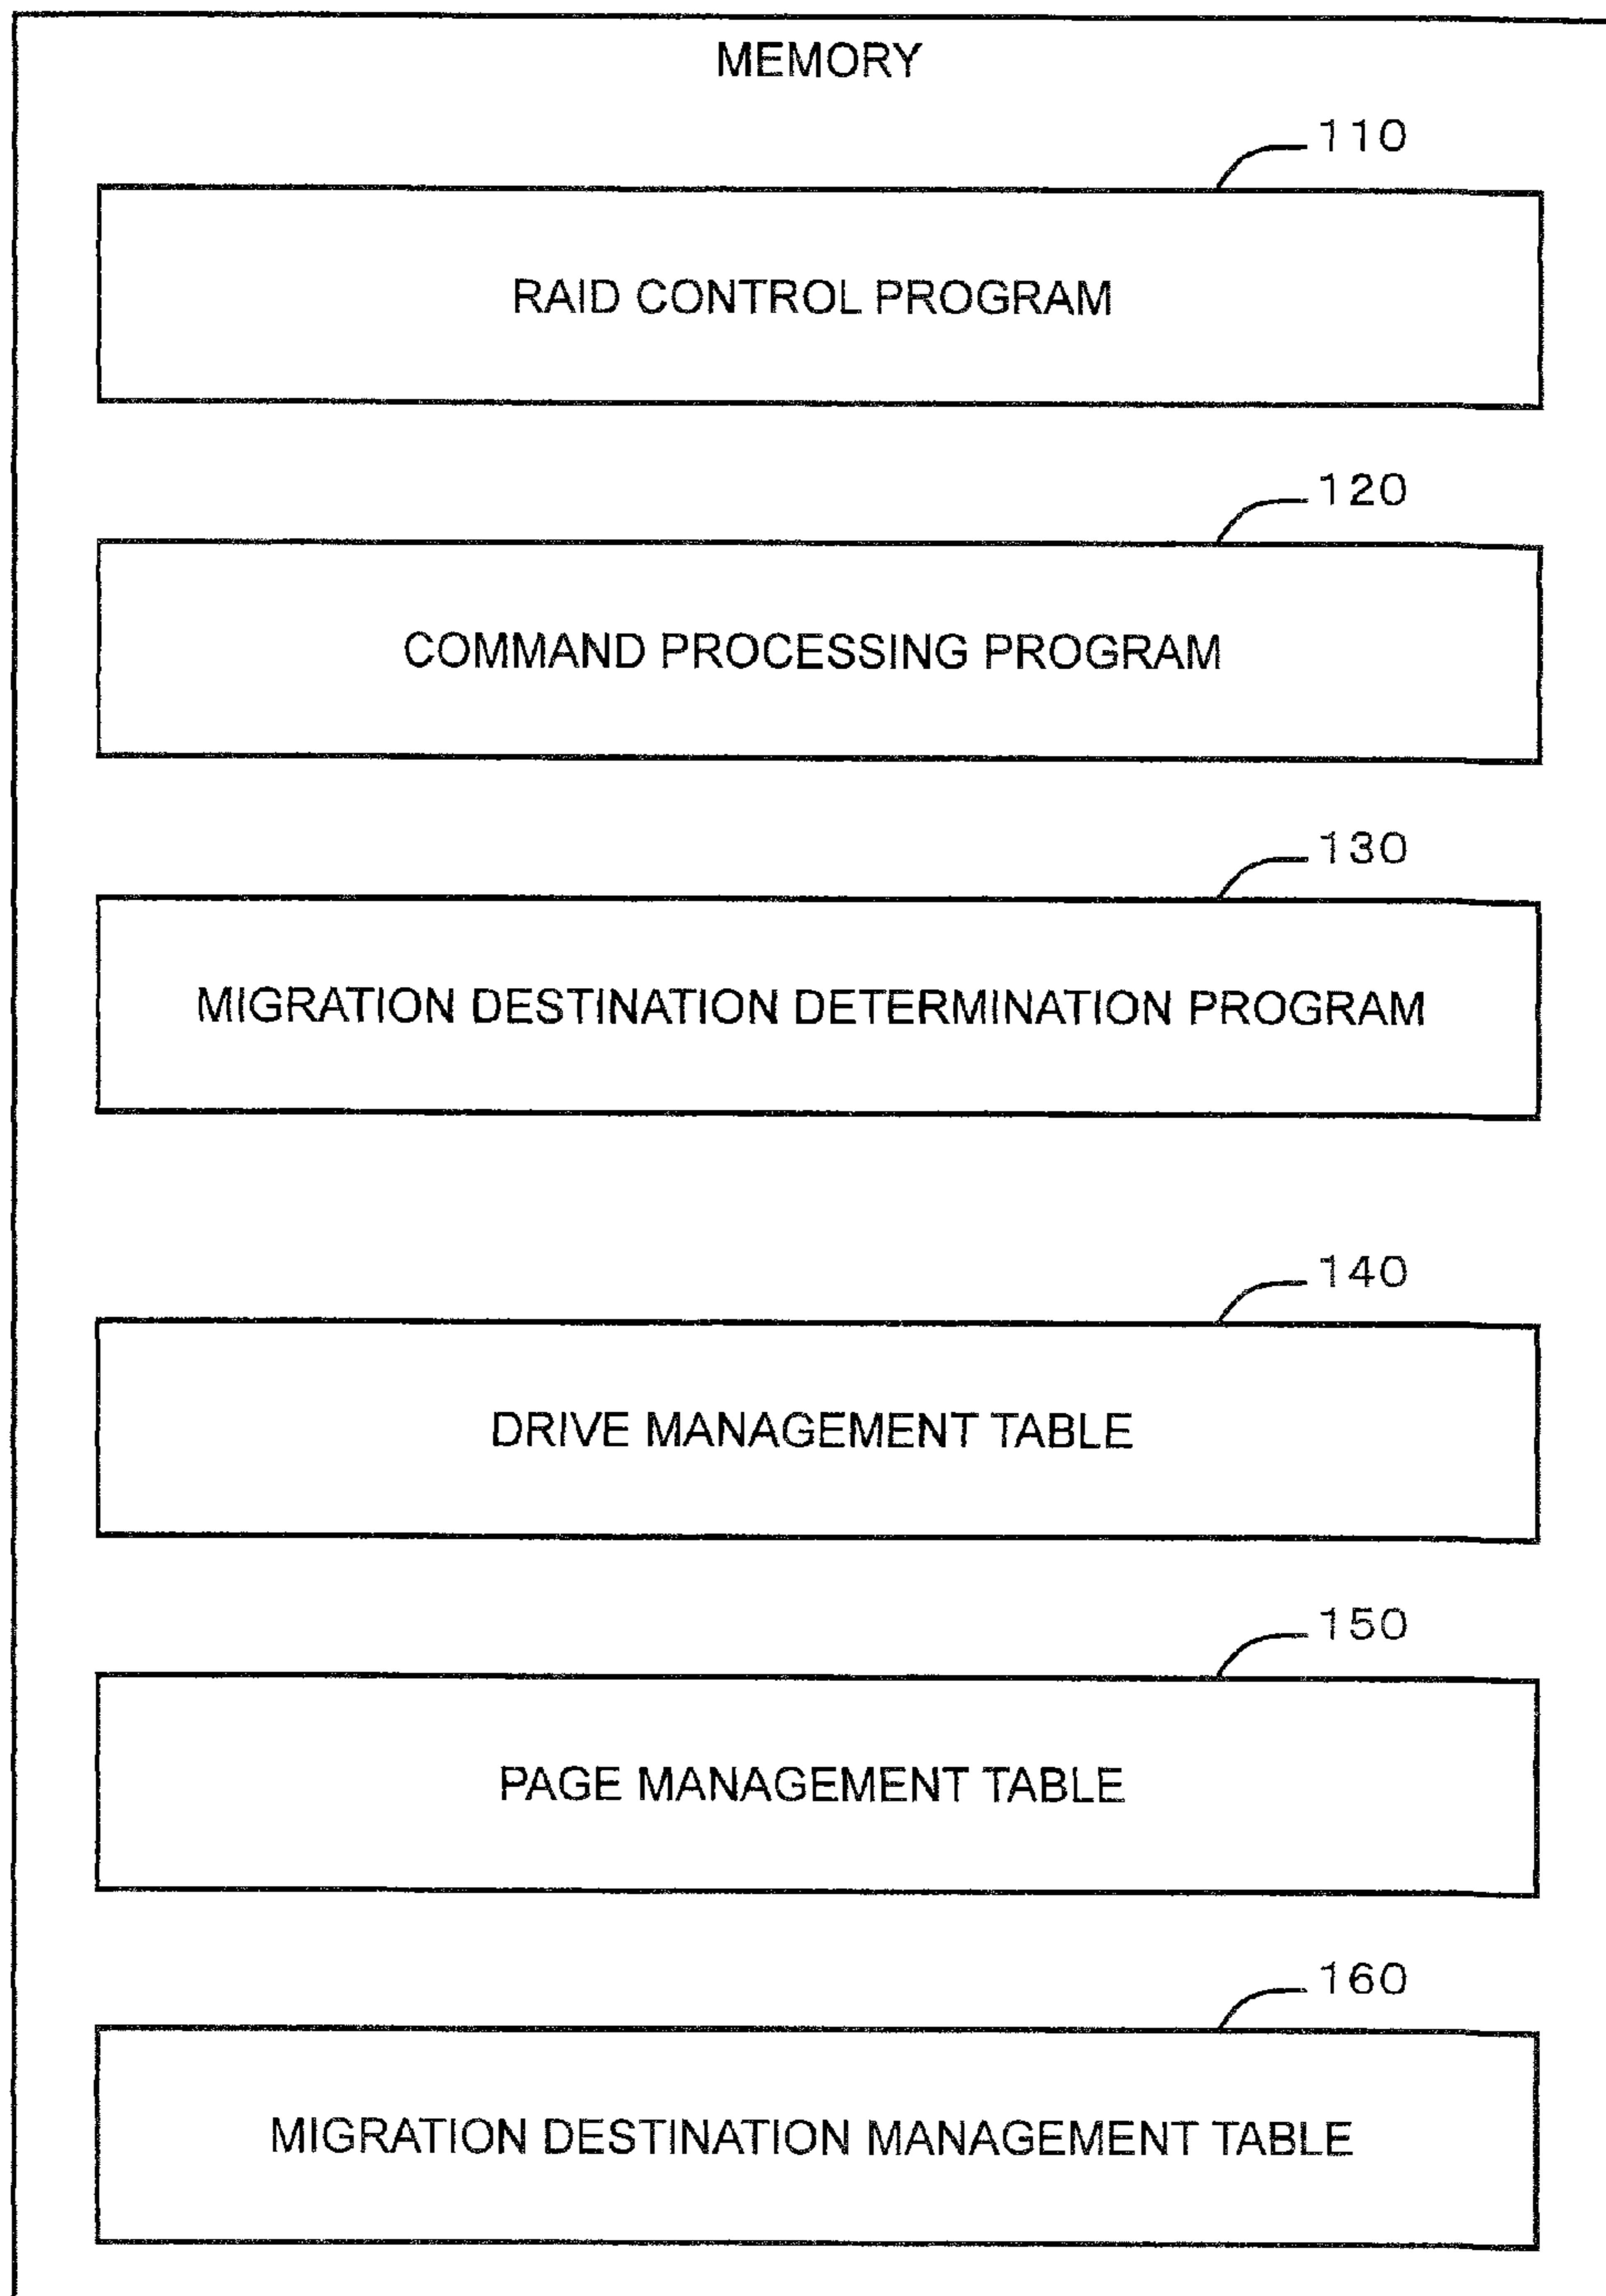 MEMORY
110
RAID CONTROL PROGRAM
120
COMMAND PROCESSING PROGRAM
130
MIGRATION DESTINATION DETERMINATION PROGRAM
140
DRIVE MANAGEMENT TABLE
150
PAGE MANAGEMENT TABLE
160
MIGRATION DESTINATION MANAGEMENT TABLE